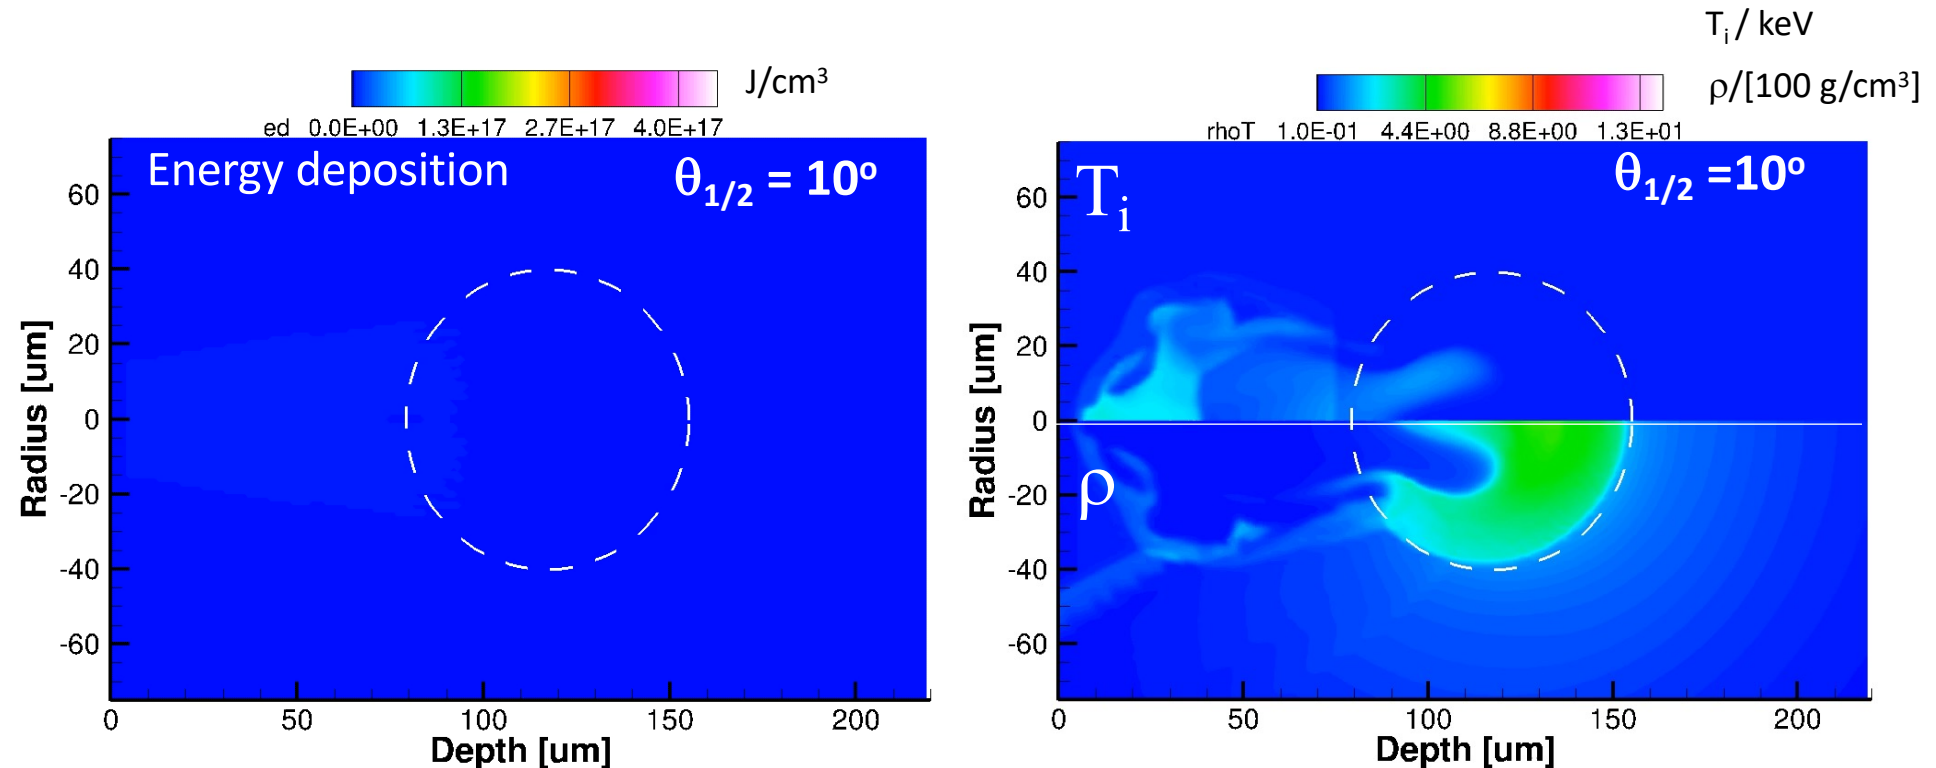 J/cm³
ed 0.0E+00 1.3E+17 2.7E+17 4.0E+17
Energy deposition
θ1/2 = 10º
60
40
20
0
-20
-40
-60
Radius [um]
0 50 100 150 200
Depth [um]
Ti / keV
ρ/[100 g/cm³]
rhoT 1.0E-01 4.4E+00 8.8E+00 1.3E+01
Ti
θ1/2 =10º
ρ
60
40
20
0
-20
-40
-60
Radius [um]
0 50 100 150 200
Depth [um]